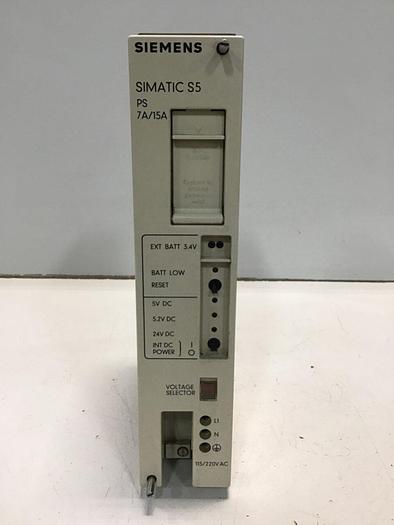 SIEMENS
SIMATIC S5
PS
7A/15A
EXT BATT 3.4V
BATT LOW
RESET
5V DC
5.2V DC
24V DC
INT DC I
POWER O
VOLTAGE
SELECTOR
L1
N
115/220V AC